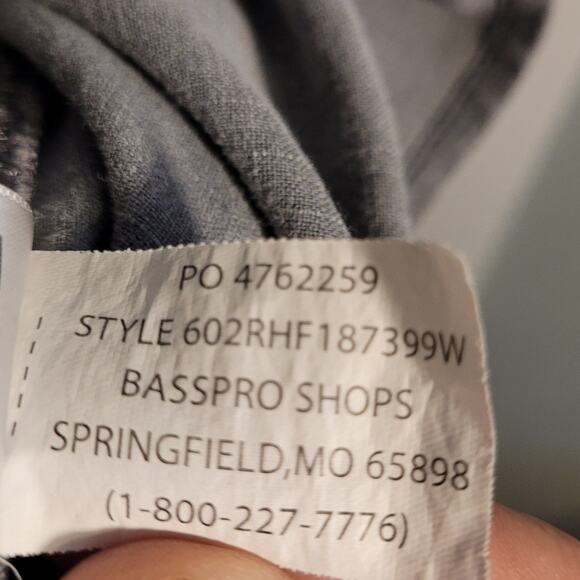 PO 4762259
STYLE 602RHF187399W
BASSPRO SHOPS
SPRINGFIELD,MO 65898
(1-800-227-7776)